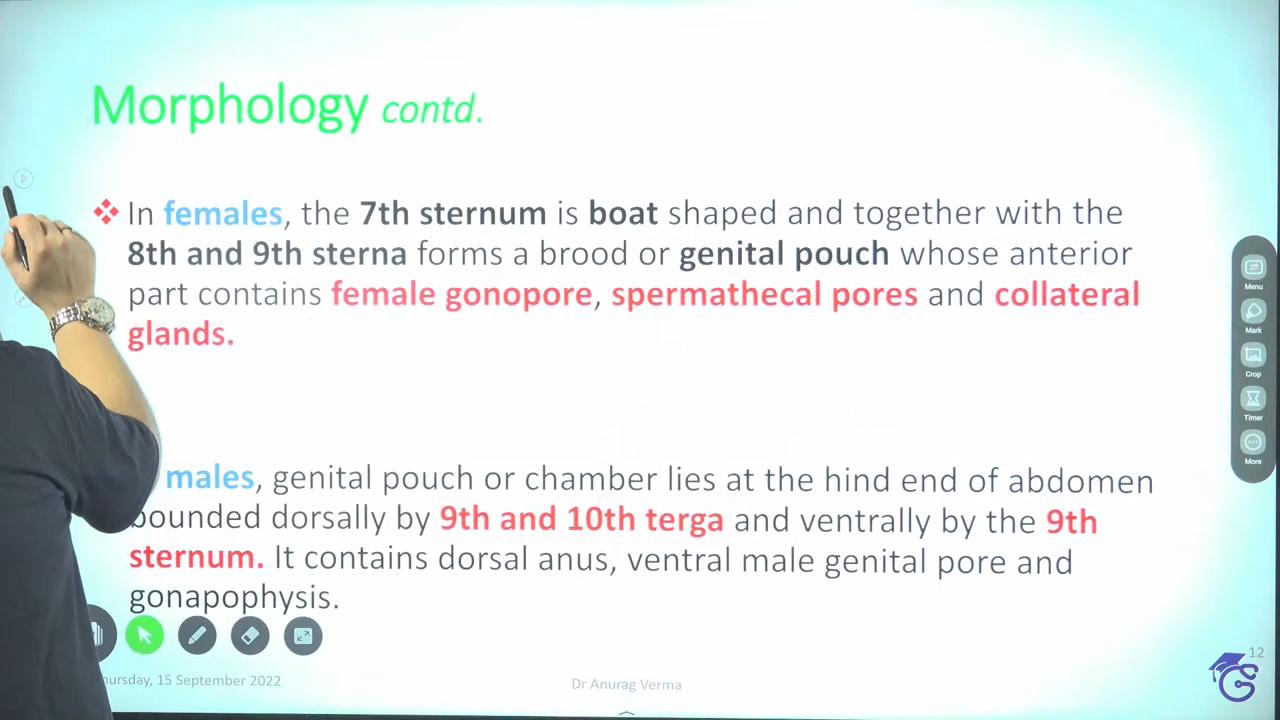 Morphology contd.
In females, the 7th sternum is boat shaped and together with the
8th and 9th sterna forms a brood or genital pouch whose anterior
part contains female gonopore, spermathecal pores and collateral
glands.
males, genital pouch or chamber lies at the hind end of abdomen
bounded dorsally by 9th and 10th terga and ventrally by the 9th
sternum. It contains dorsal anus, ventral male genital pore and
gonapophysis.
Menu
Mark
Crop
Timer
More
hursday, 15 September 2022
Dr Anurag Verma
12